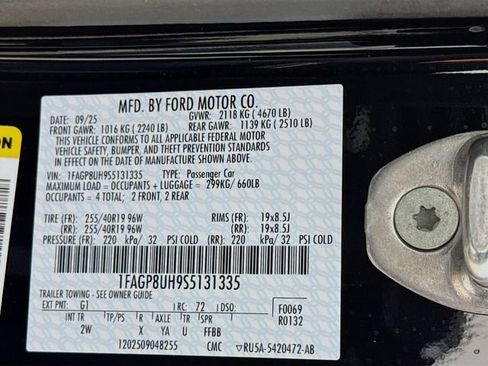 MFD. BY FORD MOTOR CO.
DATE: 09/25 GVWR: 2118 KG (4670 LB)
FRONT GAWR: 1016 KG (2240 LB) REAR GAWR: 1139 KG (2510 LB)
THIS VEHICLE CONFORMS TO ALL APPLICABLE FEDERAL MOTOR
VEHICLE SAFETY, BUMPER, AND THEFT PREVENTION STANDARDS
IN EFFECT ON THE DATE OF MANUFACTURE SHOWN ABOVE.
VIN: 1FAGP8UH9S5131335 TYPE: Passenger Car
MAXIMUM LOAD = OCCUPANTS + LUGGAGE = 299KG/ 660LB
OCCUPANTS = 4 TOTAL; 2 FRONT, 2 REAR
TIRE (FR): 255/40R19 96W RIMS (FR): 19x8.5J
(RR): 255/40R19 96W (RR): 19x8.5J
PRESSURE (FR): 220 kPa/ 32 PSI COLD (RR): 220 kPa/ 32 PSI COLD
1FAGP8UH9S5131335
TRAILER TOWING - SEE OWNER GUIDE
EXT PNT: G1 RC: 72 DSO: F0069
INT TR TP/PS R AXLE TR SPR R0132
2W X YA U FFBB
1202509048255 CMC ▽RU5A-5420472-AB
ON